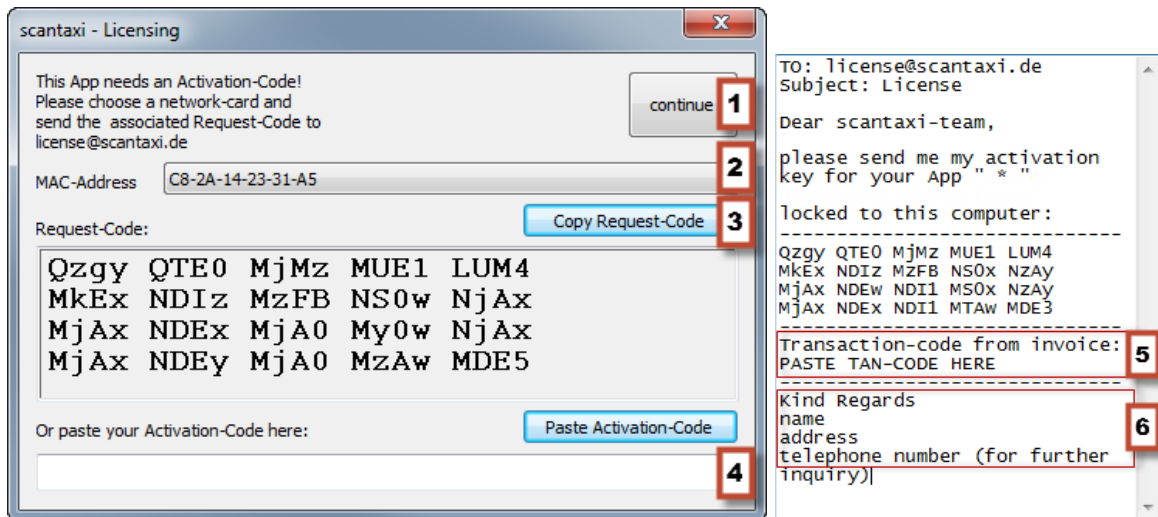 scantaxi - Licensing
This App needs an Activation-Code!
Please choose a network-card and
send the associated Request-Code to
license@scantaxi.de
continue
1
MAC-Address
C8-2A-14-23-31-A5
2
Request-Code:
Copy Request-Code
3
Qzgy QTE0 MjMz MUE1 LUM4
MkEx NDIz MzFB NS0w NjAx
MjAx NDEx MjA0 My0w NjAx
MjAx NDEy MjA0 MzAw MDE5
Or paste your Activation-Code here:
Paste Activation-Code
4
TO: license@scantaxi.de
Subject: License
Dear scantaxi-team,
please send me my activation
key for your App " * "
locked to this computer:
-------------------------------
Qzgy QTE0 MjMz MUE1 LUM4
MkEx NDIz MzFB NS0x NzAy
MjAx NDEw NDI1 MS0x NzAy
MjAx NDEx NDI1 MTAw MDE3
-------------------------------
Transaction-code from invoice:
PASTE TAN-CODE HERE
5
-------------------------------
Kind Regards
name
address
telephone number (for further
inquiry)
6